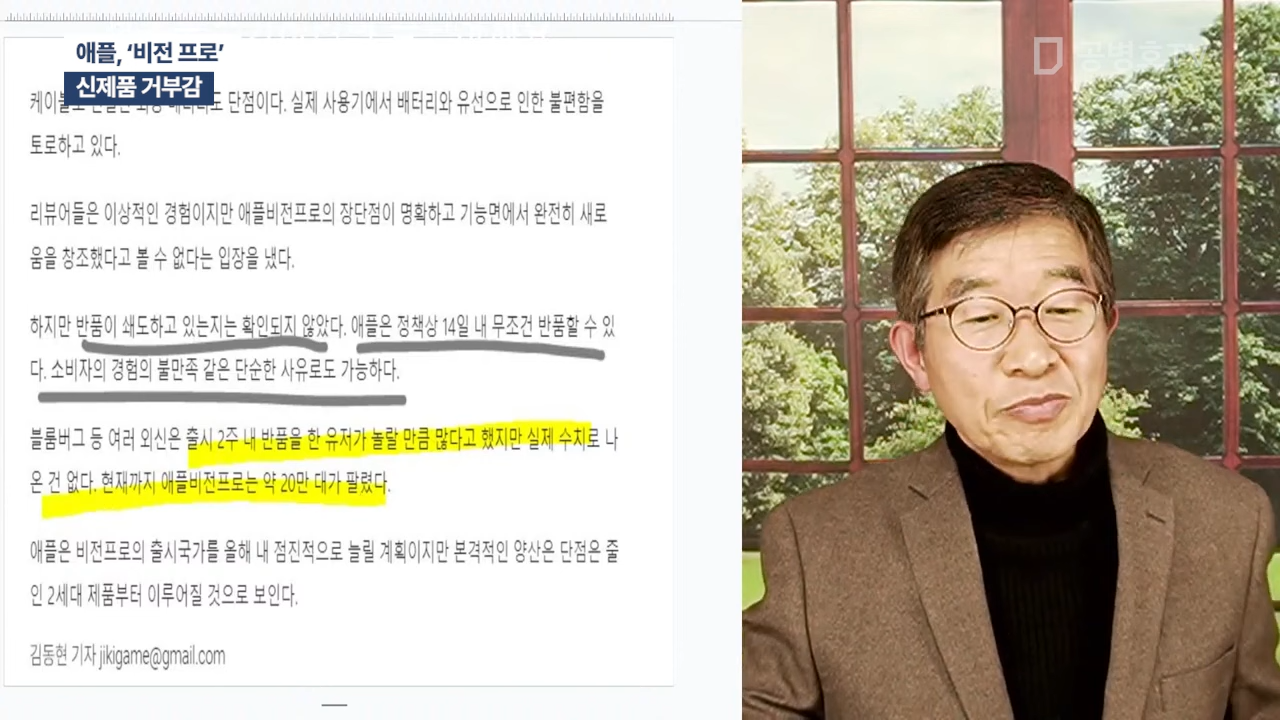 애플, ‘비전 프로’
신제품 거부감
단점이다. 실제 사용기에서 배터리와 유선으로 인한 불편함을
토로하고 있다.
리뷰어들은 이상적인 경험이지만 애플비전프로의 장단점이 명확하고 기능면에서 완전히 새로
움을 창조했다고 볼 수 없다는 입장을 냈다.
하지만 반품이 쇄도하고 있는지는 확인되지 않았다. 애플은 정책상 14일 내 무조건 반품할 수 있
다. 소비자의 경험의 불만족 같은 단순한 사유로도 가능하다.
블룸버그 등 여러 외신은 출시 2주 내 반품을 한 유저가 놀랄 만큼 많다고 했지만 실제 수치로 나
온 건 없다. 현재까지 애플비전프로는 약 20만 대가 팔렸다.
애플은 비전프로의 출시국가를 올해 내 점진적으로 늘릴 계획이지만 본격적인 양산은 단점은 줄
인 2세대 제품부터 이루어질 것으로 보인다.
김동현 기자 jikigame@gmail.com